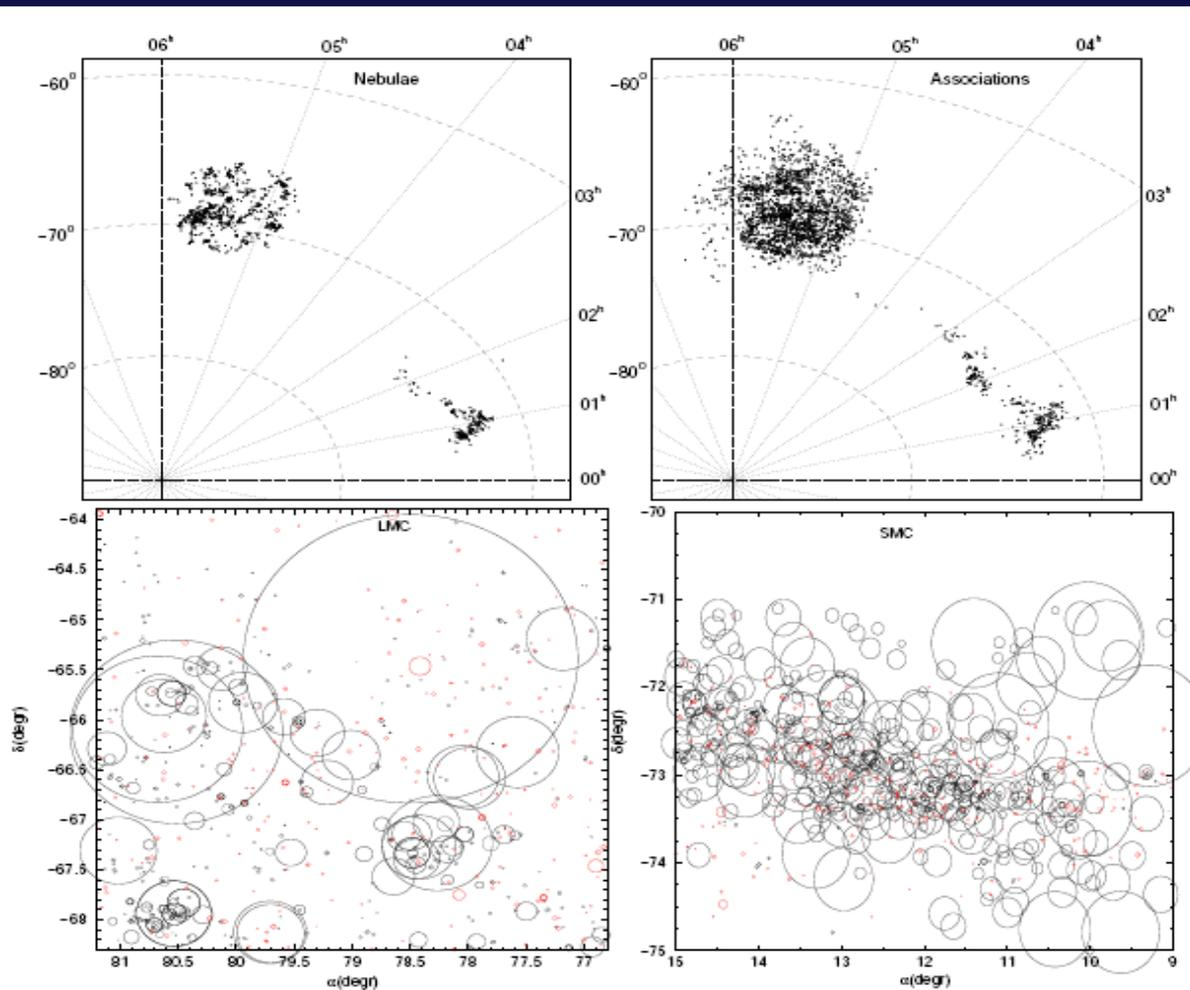 06ʰ 05ʰ 04ʰ
Nebulae
−60°
03ʰ
−70°
02ʰ
−80°
01ʰ
00ʰ
06ʰ 05ʰ 04ʰ
Associations
−60°
03ʰ
−70°
02ʰ
−80°
01ʰ
00ʰ
LMC
−64
−64.5
−65
−65.5
−66
−66.5
−67
−67.5
−68
δ(degr)
81 80.5 80 79.5 79 78.5 78 77.5 77
α(degr)
SMC
−70
−71
−72
−73
−74
−75
δ(degr)
15 14 13 12 11 10 9
α(degr)